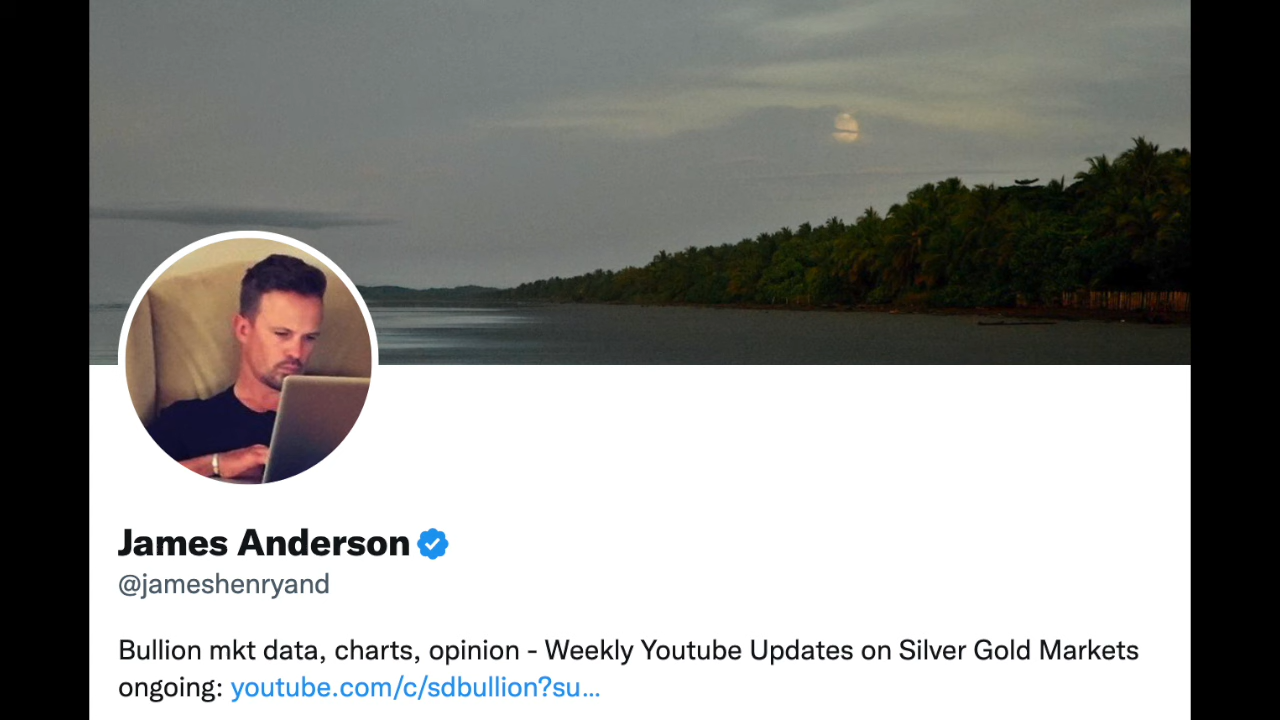 James Anderson
@jameshenryand
Bullion mkt data, charts, opinion - Weekly Youtube Updates on Silver Gold Markets
ongoing: youtube.com/c/sdbullion?su...